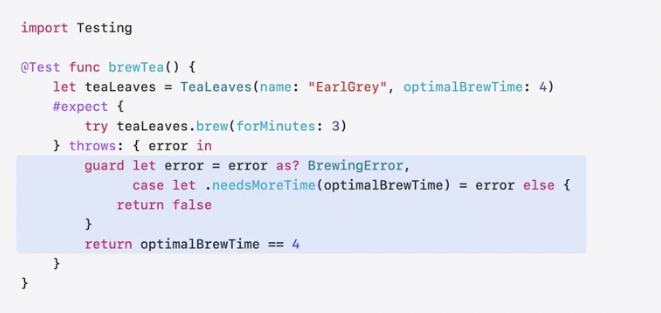 import Testing
@Test func brewTea() {
    let teaLeaves = TeaLeaves(name: "EarlGrey", optimalBrewTime: 4)
    #expect {
        try teaLeaves.brew(forMinutes: 3)
    } throws: { error in
        guard let error = error as? BrewingError,
              case let .needsMoreTime(optimalBrewTime) = error else {
            return false
        }
        return optimalBrewTime == 4
    }
}